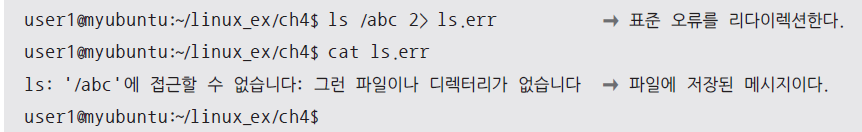 user1@myubuntu:~/linux_ex/ch4$ ls /abc 2> ls.err → 표준 오류를 리다이렉션한다.
user1@myubuntu:~/linux_ex/ch4$ cat ls.err
ls: '/abc'에 접근할 수 없습니다: 그런 파일이나 디렉터리가 없습니다 → 파일에 저장된 메시지이다.
user1@myubuntu:~/linux_ex/ch4$